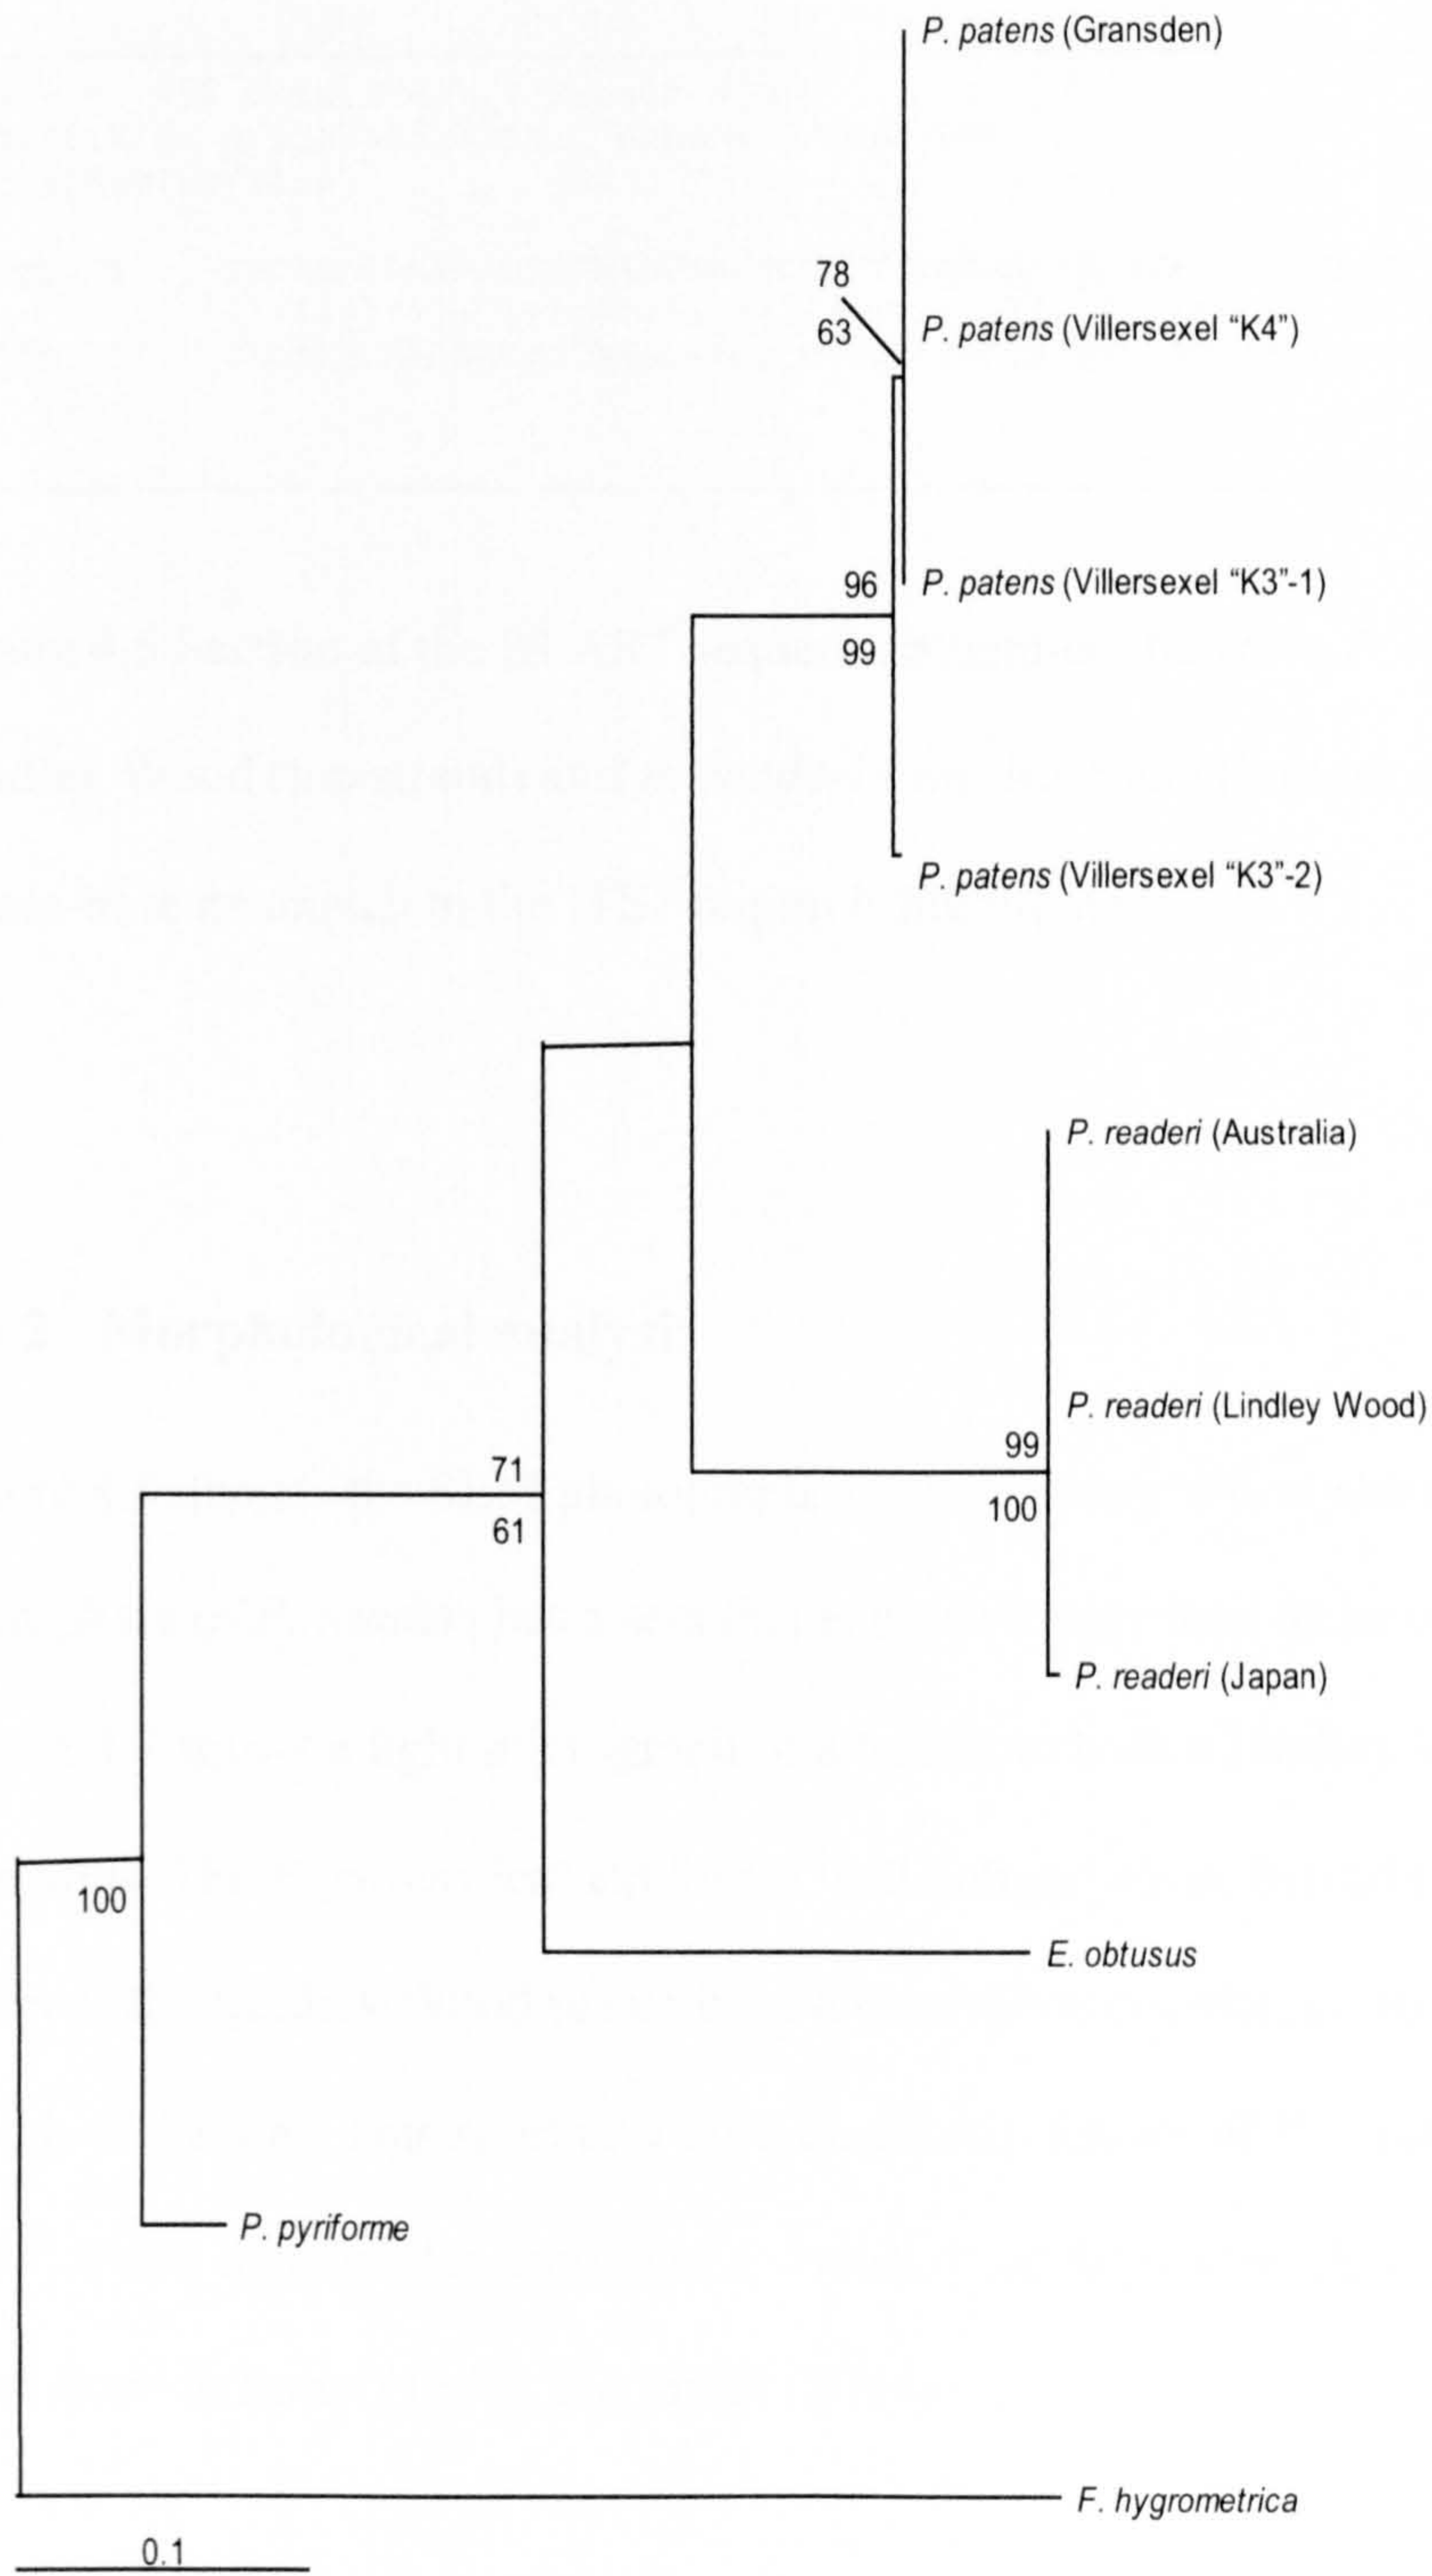 P. patens (Gransden)
78
63
P. patens (Villersexel “K4”)
96
P. patens (Villersexel “K3”-1)
99
P. patens (Villersexel “K3”-2)
P. readeri (Australia)
P. readeri (Lindley Wood)
99
71
100
61
P. readeri (Japan)
100
E. obtusus
P. pyriforme
F. hygrometrica
0.1